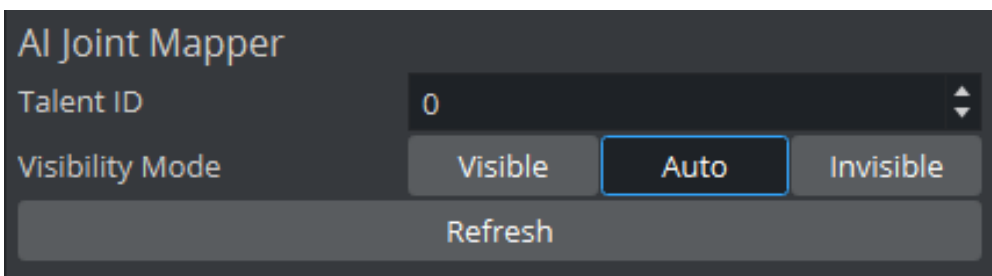 AI Joint Mapper
Talent ID 0
Visibility Mode Visible Auto Invisible
Refresh